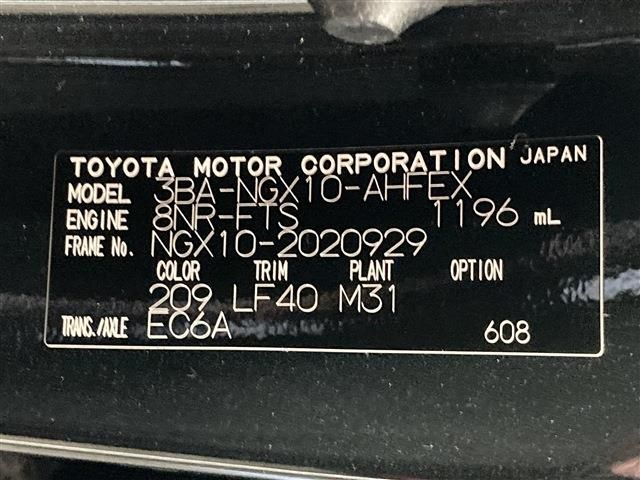 TOYOTA MOTOR CORPORATION JAPAN
MODEL 3BA-NGX10-AHFEX
ENGINE 8NR-FTS 1196 mL
FRAME No. NGX10-2020929
COLOR TRIM PLANT OPTION
209 LF40 M31
TRANS./AXLE EC6A 608